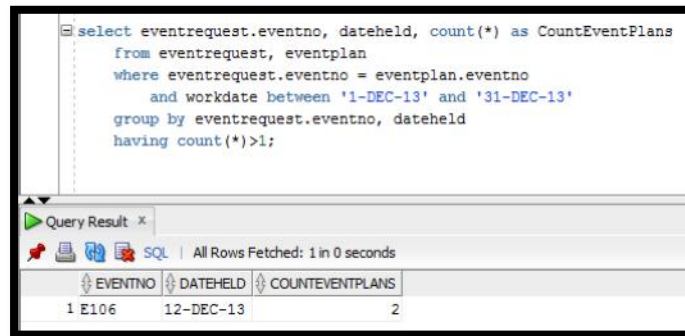 select eventrequest.eventno, dateheld, count(*) as CountEventPlans
from eventrequest, eventplan
where eventrequest.eventno = eventplan.eventno
and workdate between '1-DEC-13' and '31-DEC-13'
group by eventrequest.eventno, dateheld
having count(*)>1;
Query Result x
SQL | All Rows Fetched: 1 in 0 seconds
EVENTNO DATEHELD COUNTEVENTPLANS
1 E106 12-DEC-13 2